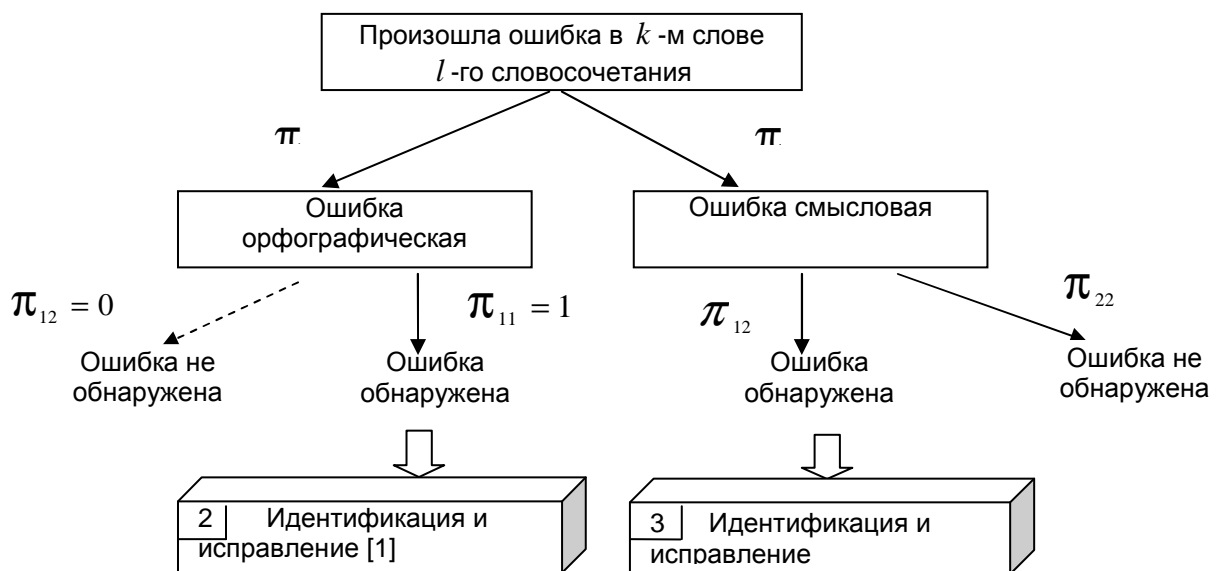 Произошла ошибка в k -м слове
l -го словосочетания
π
π
Ошибка
орфографическая
Ошибка смысловая
π12 = 0
π11 = 1
π12
π22
Ошибка не
обнаружена
Ошибка
обнаружена
Ошибка
обнаружена
Ошибка не
обнаружена
2 Идентификация и
исправление [1]
3 Идентификация и
исправление